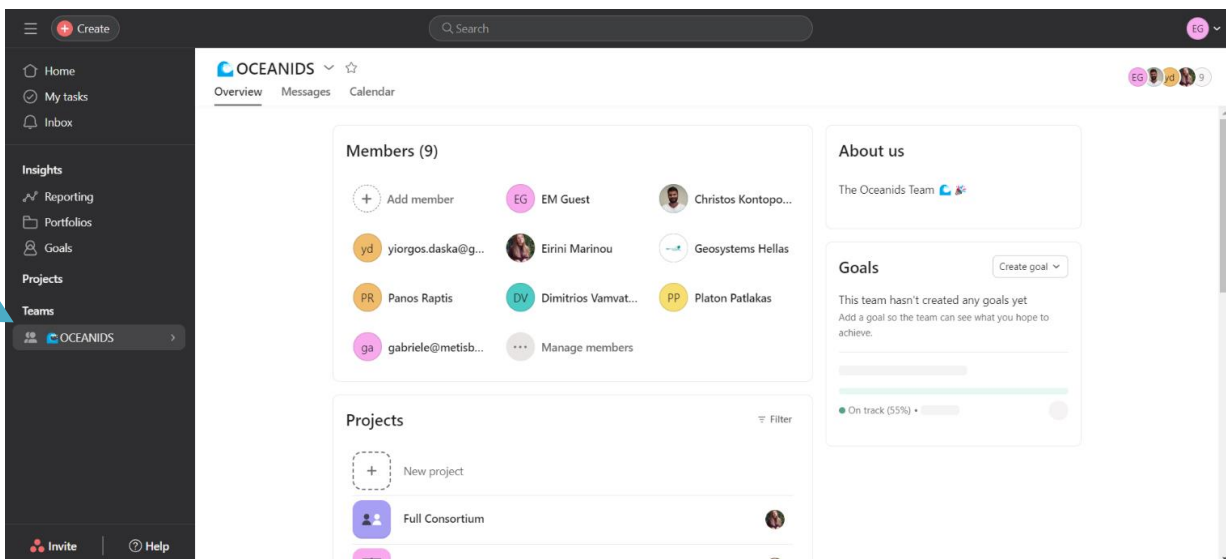 Create
Search
EG
Home
My tasks
Inbox
Insights
Reporting
Portfolios
Goals
Projects
Teams
OCEANIDS
Invite
Help
OCEANIDS
Overview Messages Calendar
EG yd 9
Members (9)
Add member
EG EM Guest
Christos Kontopo...
yd yiorgos.daska@g...
Eirini Marinou
Geosystems Hellas
PR Panos Raptis
DV Dimitrios Vamvat...
PP Platon Patlakas
ga gabriele@metisb...
Manage members
Projects
Filter
New project
Full Consortium
About us
The Oceanids Team
Goals
Create goal
This team hasn't created any goals yet
Add a goal so the team can see what you hope to
achieve.
On track (55%) •